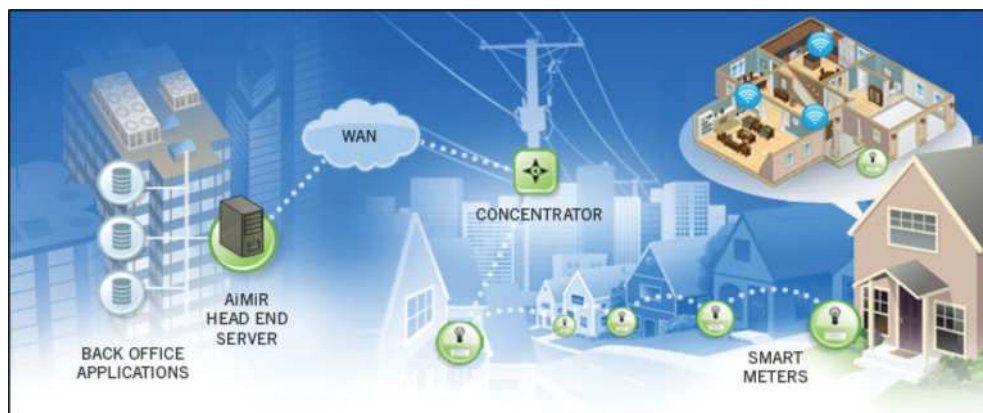 WAN
CONCENTRATOR
AiMiR
HEAD END
SERVER
BACK OFFICE
APPLICATIONS
SMART
METERS